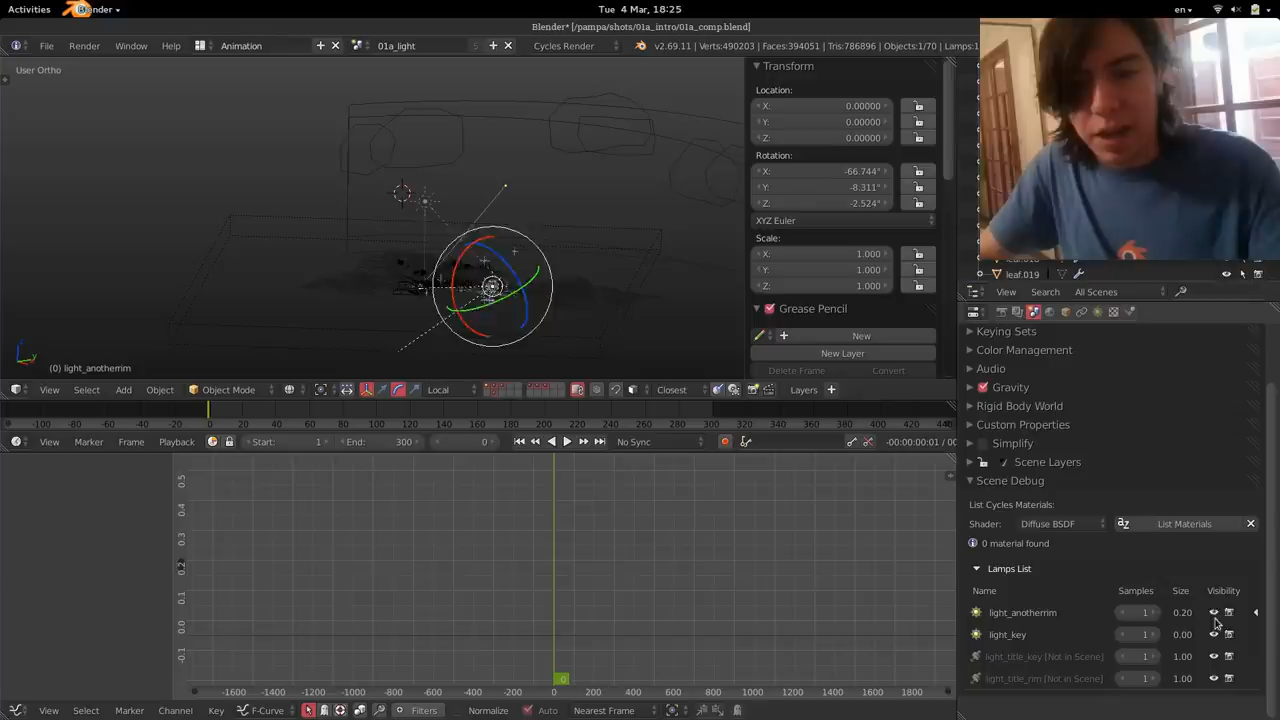 Activities Blender Tue 4 Mar, 18:25 en
Blender* [/pampa/shots/01a_intro/01a_comp.blend]
File Render Window Help Animation 01a_light 5 Cycles Render v2.69.11 | Verts:490203 | Faces:394051 | Tris:786896 | Objects:1/70 | Lamps:
User Ortho
Transform
Location:
X: 0.00000
Y: 0.00000
Z: 0.00000
Rotation:
X: -66.744°
Y: -8.311°
Z: -2.524°
XYZ Euler
Scale:
X: 1.000
Y: 1.000
Z: 1.000
Grease Pencil
New
New Layer
Delete Frame Convert
(0) light_anotherrim
View Select Add Object Object Mode Local Closest Layers
-100 -80 -60 -40 -20 0 20 40 60 80 100 120 140 160 180 200 220 240 260 280 300 320 340 360 380 400 420
View Marker Frame Playback Start: 1 End: 300 0 No Sync -00:00:00:01 / 00
0.5
0.4
0.3
0.2
0.1
0.0
-0.1
-1600 -1400 -1200 -1000 -800 -600 -400 -200 0 200 400 600 800 1000 1200 1400 1600 1800
0
View Select Marker Channel Key F-Curve Filters Normalize Auto Nearest Frame
leaf.019
View Search All Scenes
Keying Sets
Color Management
Audio
Gravity
Rigid Body World
Custom Properties
Simplify
Scene Layers
Scene Debug
List Cycles Materials:
Shader: Diffuse BSDF List Materials
0 material found
Lamps List
Name Samples Size Visibility
light_anotherrim 1 0.20
light_key 1 0.00
light_title_key [Not in Scene] 1 1.00
light_title_rim [Not in Scene] 1 1.00